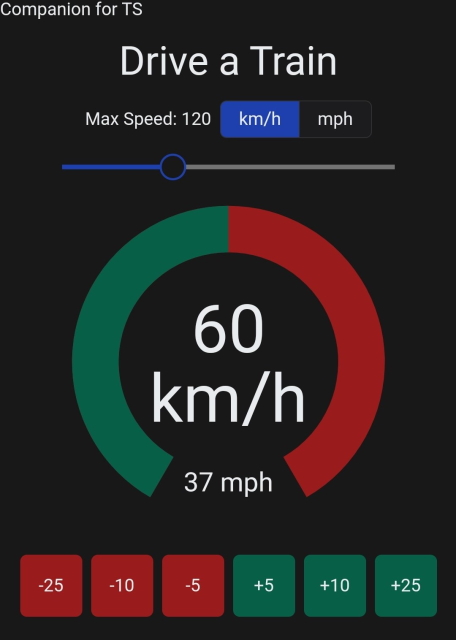 Companion for TS
Drive a Train
Max Speed: 120 km/h mph
60
km/h
37 mph
-25 -10 -5 +5 +10 +25